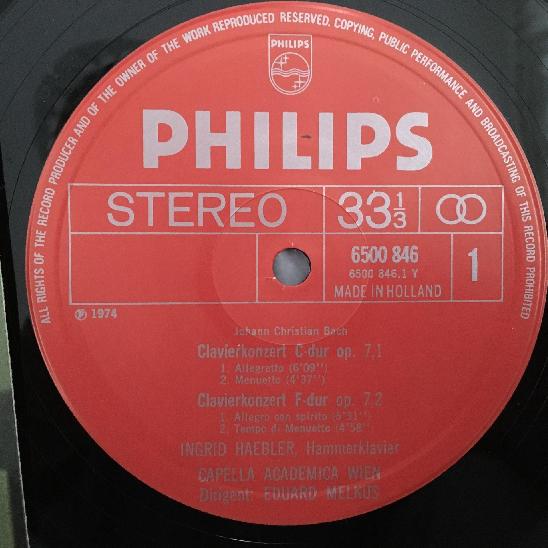 ALL RIGHTS OF THE RECORD PRODUCER AND OF THE OWNER OF THE WORK REPRODUCED RESERVED. COPYING, PUBLIC PERFORMANCE AND BROADCASTING OF THIS RECORD PROHIBITED
PHILIPS
PHILIPS
STEREO 33 1/3
6500 846
6500 846.1 Y
1
MADE IN HOLLAND
℗ 1974
Johann Christian Bach
Clavierkonzert C-dur op. 7,1
1. Allegretto (6'09'')
2. Menuetto (4'37'')
Clavierkonzert F-dur op. 7,2
1. Allegro con spirito (6'31'')
2. Tempo di Menuetto (4'58''
INGRID HAEBLER, Hammerklavier
CAPELLA ACADEMICA WIEN
Dirigent: EDUARD MELKUS